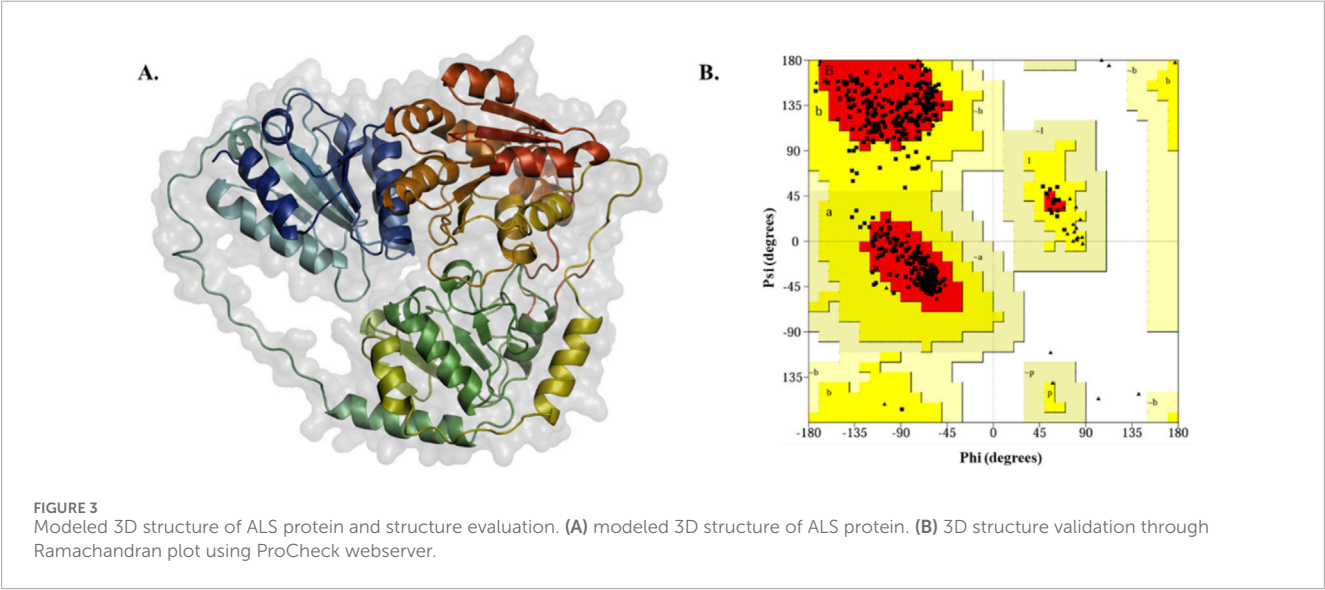 A.
B.
180
135
90
45
0
-45
-90
135
-180
-135
-90
-45
0
45
90
135
180
Psi (degrees)
Phi (degrees)
B
b
~b
~b
b
~l
l
a
~a
~b
b
~p
p
~b
FIGURE 3
Modeled 3D structure of ALS protein and structure evaluation. (A) modeled 3D structure of ALS protein. (B) 3D structure validation through
Ramachandran plot using ProCheck webserver.